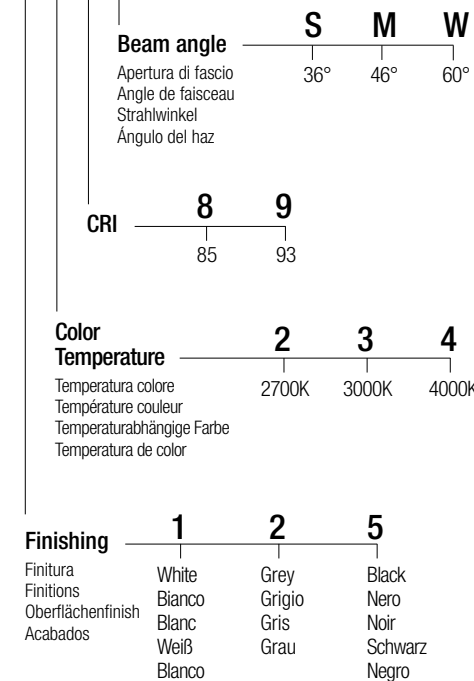 S M W
Beam angle
36° 46° 60°
Apertura di fascio
Angle de faisceau
Strahlwinkel
Ángulo del haz
8 9
CRI
85 93
Color
Temperature
2 3 4
2700K 3000K 4000K
Temperatura colore
Température couleur
Temperaturabhängige Farbe
Temperatura de color
1 2 5
Finishing
Finitura
Finitions
Oberflächenfinish
Acabados
White Grey Black
Bianco Grigio Nero
Blanc Gris Noir
Weiß Grau Schwarz
Blanco Negro